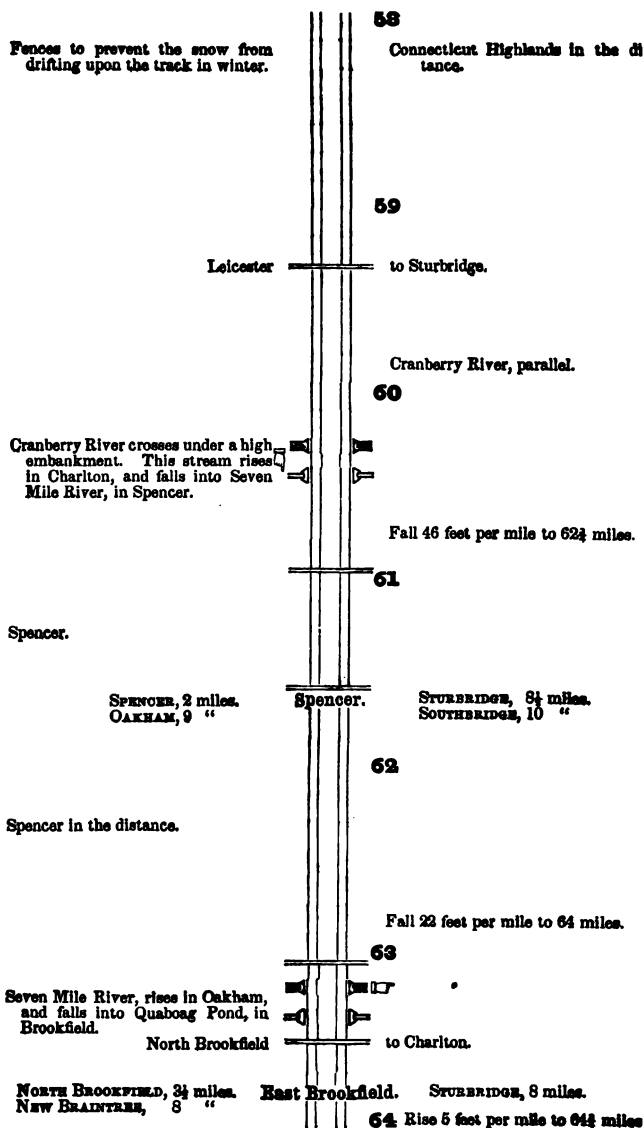 58
Fences to prevent the snow from
drifting upon the track in winter.
Connecticut Highlands in the di
tance.
59
Leicester to Sturbridge.
Cranberry River, parallel.
60
Cranberry River crosses under a high
embankment. This stream rises
in Charlton, and falls into Seven
Mile River, in Spencer.
Fall 46 feet per mile to 62¾ miles.
61
Spencer.
SPENCER, 2 miles. Spencer. STURBRIDGE, 8½ miles.
OAKHAM, 9 “ SOUTHBRIDGE, 10 “
62
Spencer in the distance.
Fall 22 feet per mile to 64 miles.
63
Seven Mile River, rises in Oakham,
and falls into Quaboag Pond, in
Brookfield.
North Brookfield to Charlton.
NORTH BROOKFIELD, 3½ miles. East Brookfield. STURBRIDGE, 8 miles.
NEW BRAINTREE, 8 “
64 Rise 5 feet per mile to 64¾ miles